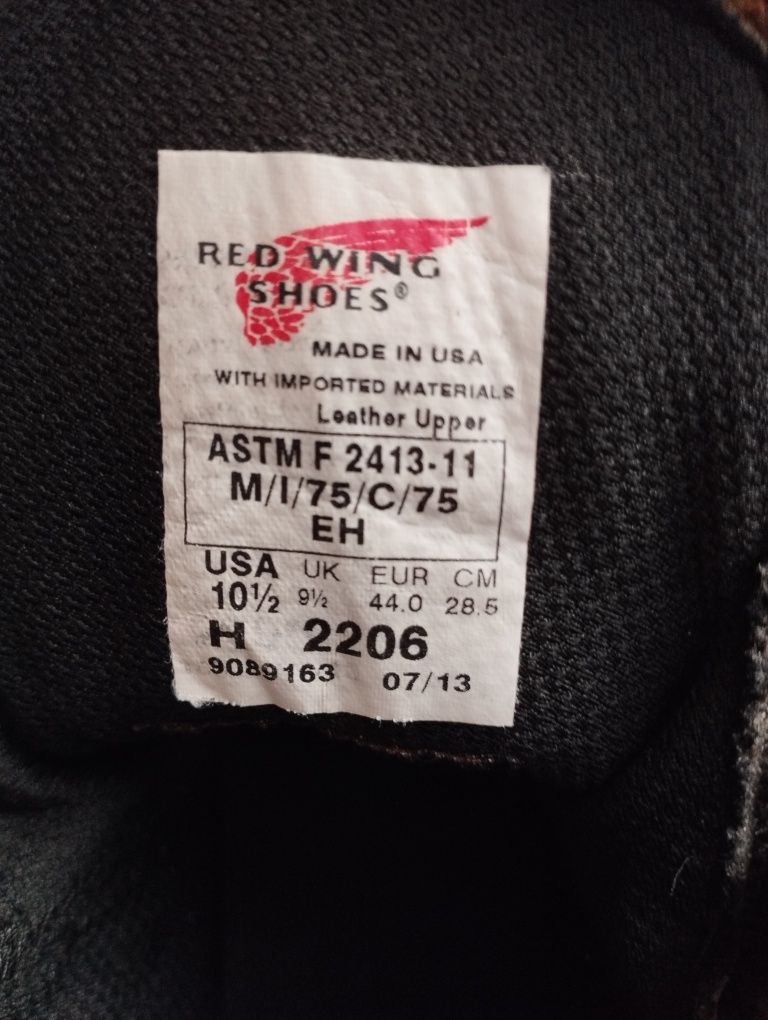 RED WING
SHOES®
MADE IN USA
WITH IMPORTED MATERIALS
Leather Upper
ASTM F 2413-11
M/I/75/C/75
EH
USA UK EUR CM
10½ 9½ 44.0 28.5
H 2206
9089163 07/13